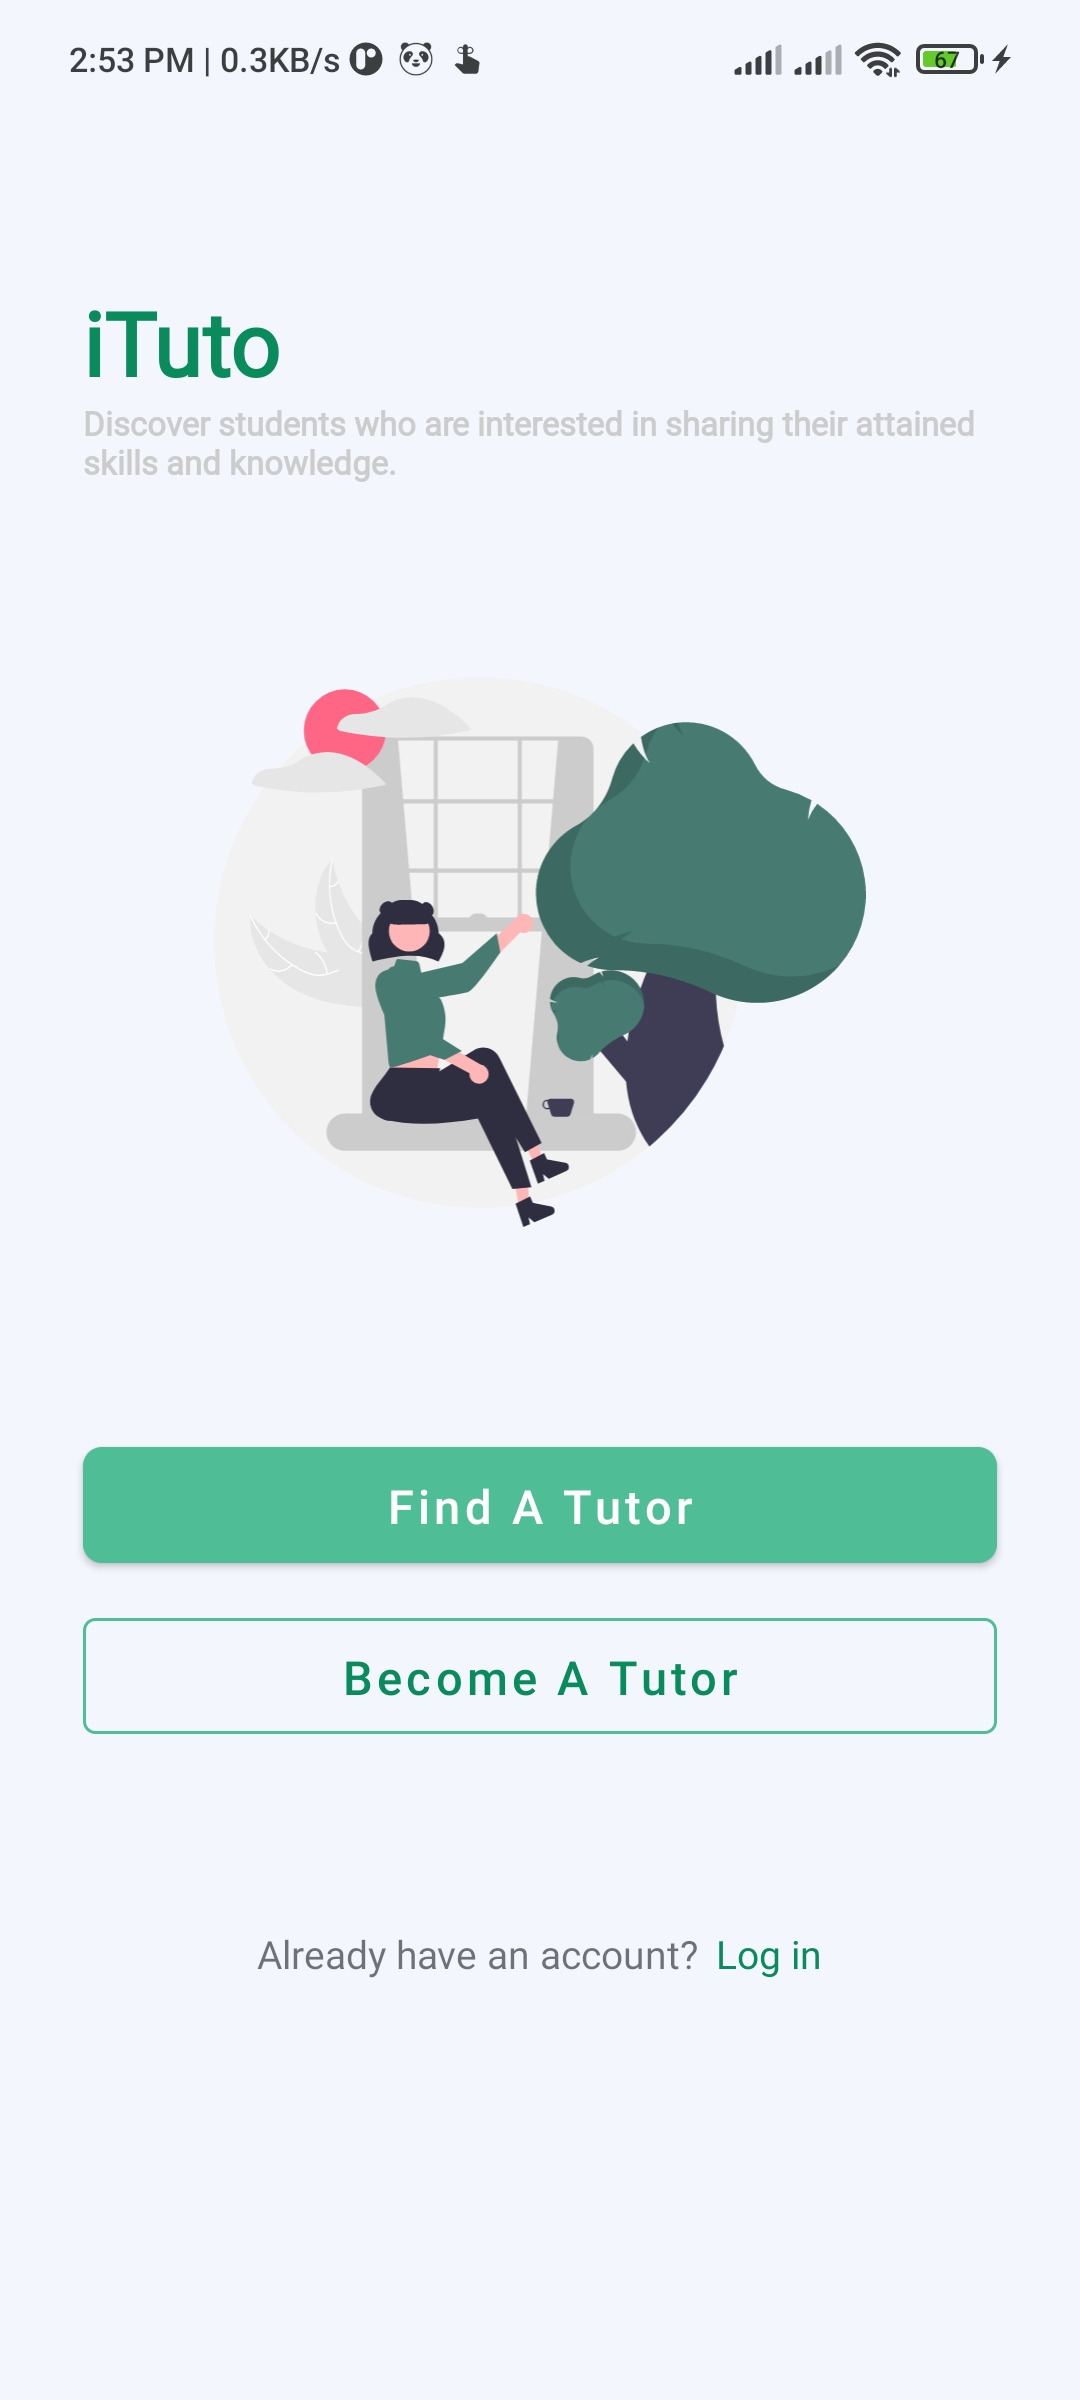 2:53 PM | 0.3KB/s
67
iTuto
Discover students who are interested in sharing their attained
skills and knowledge.
Find A Tutor
Become A Tutor
Already have an account? Log in